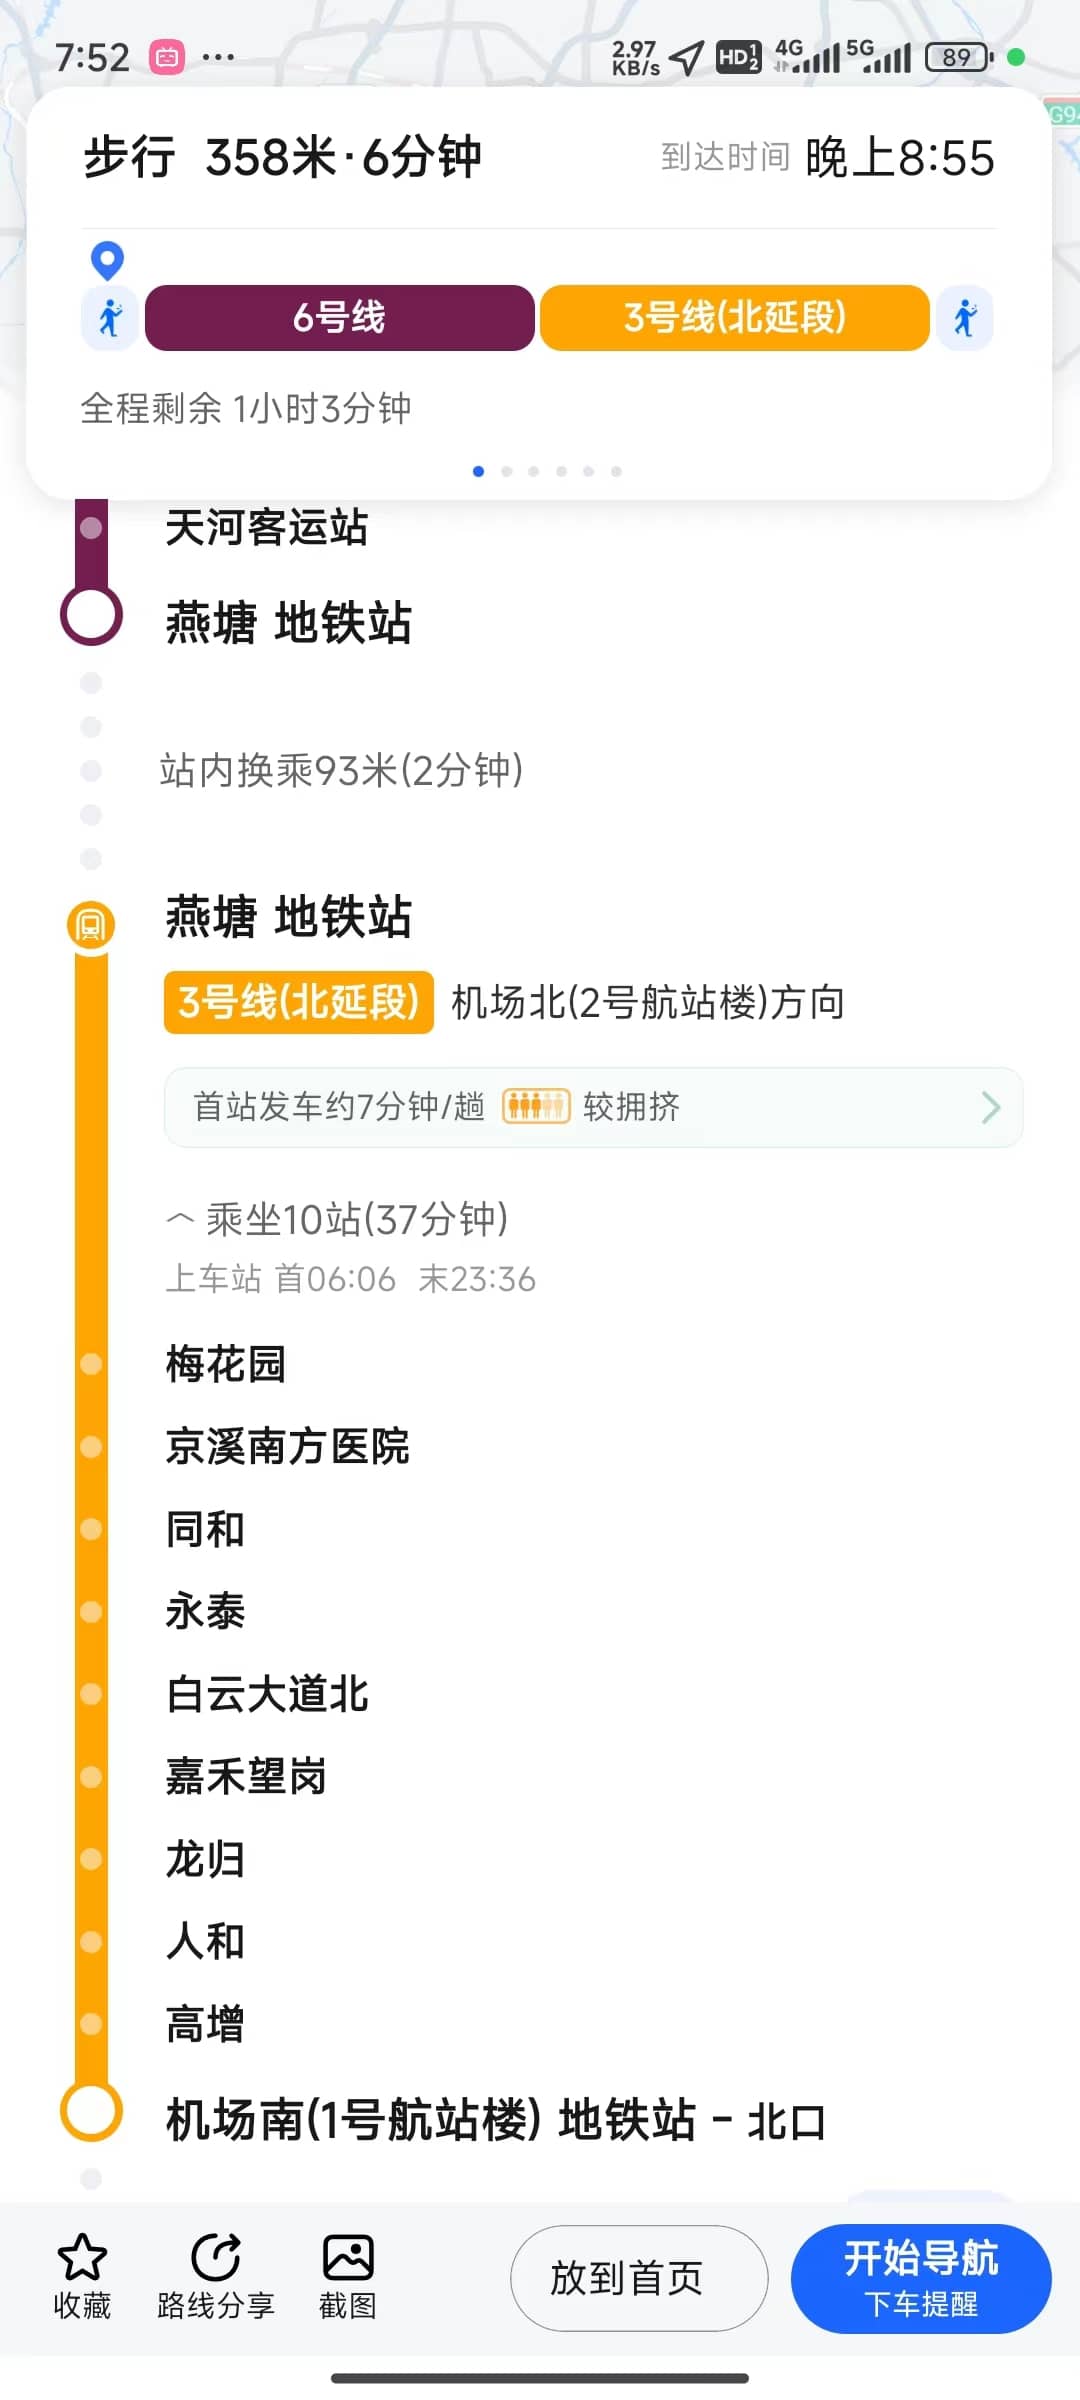 7:52 ··· 2.97 KB/s HD 1 2 4G 5G 89
G94
步行 358米·6分钟 到达时间 晚上8:55
6号线 3号线(北延段)
全程剩余 1小时3分钟
天河客运站
燕塘 地铁站
站内换乘93米(2分钟)
燕塘 地铁站
3号线(北延段) 机场北(2号航站楼)方向
首站发车约7分钟/趟 较拥挤
乘坐10站(37分钟)
上车站 首06:06 末23:36
梅花园
京溪南方医院
同和
永泰
白云大道北
嘉禾望岗
龙归
人和
高增
机场南(1号航站楼) 地铁站 - 北口
收藏 路线分享 截图 放到首页 开始导航
下车提醒